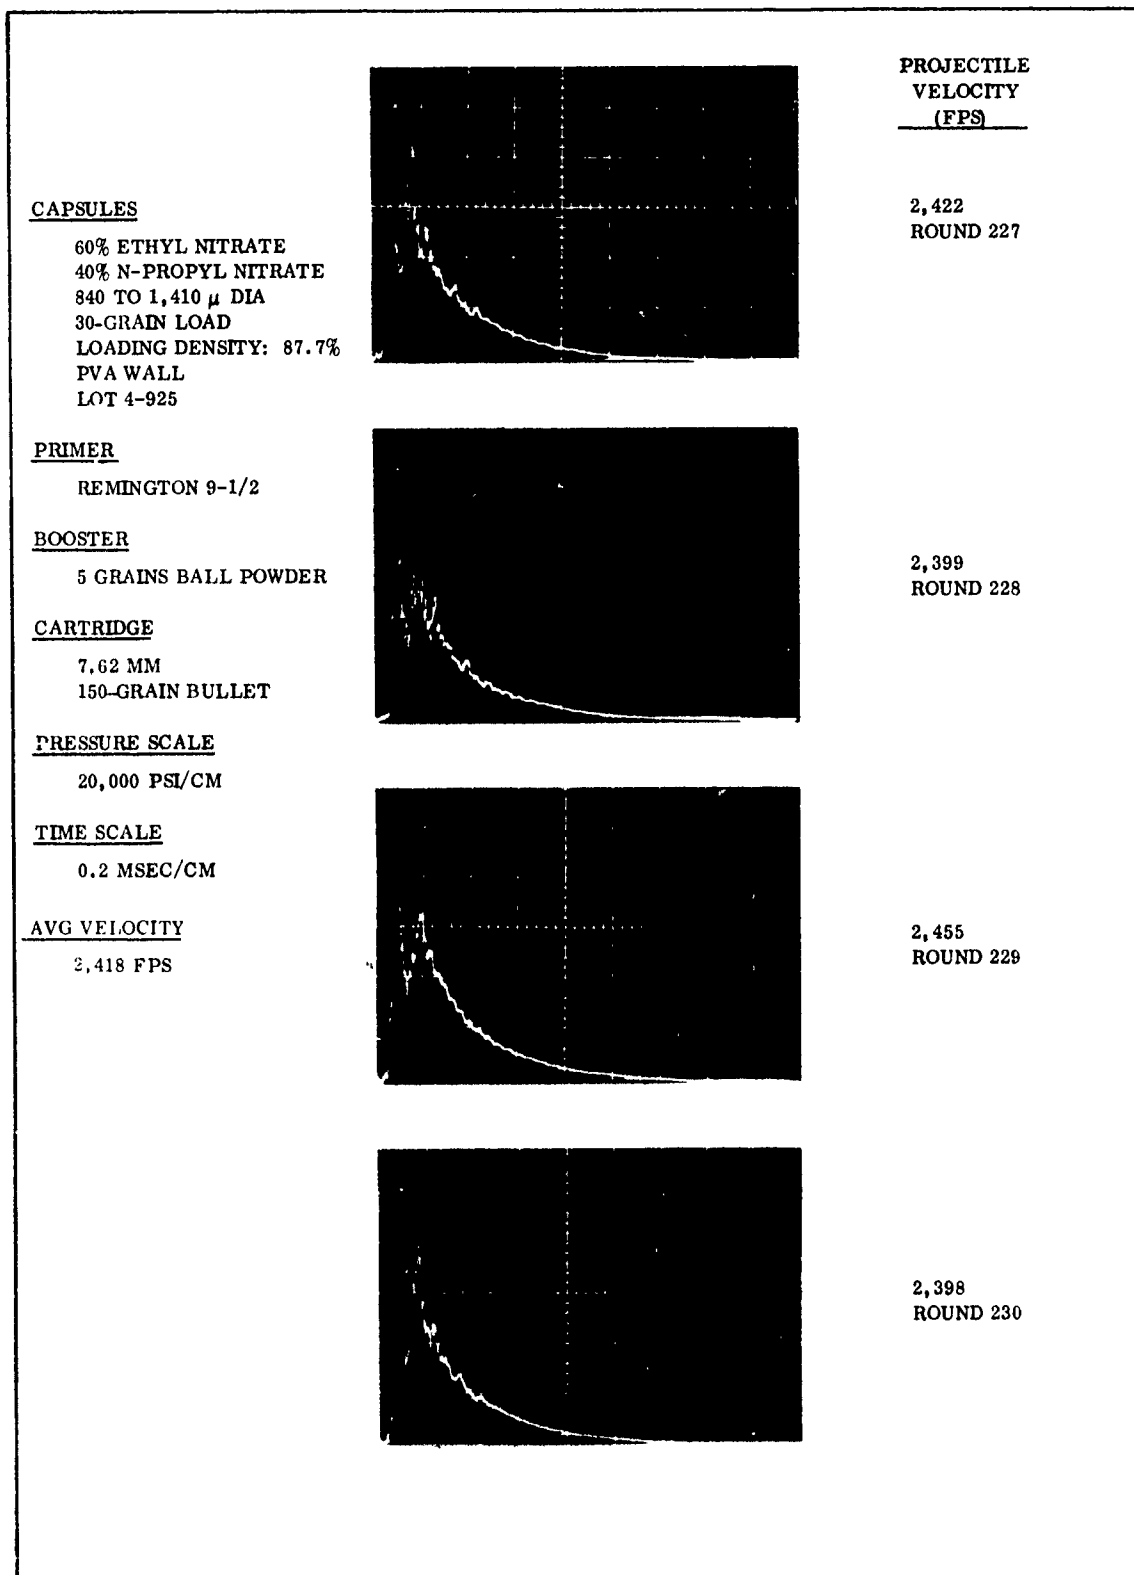 PROJECTILE
VELOCITY
(FPS)
CAPSULES
60% ETHYL NITRATE
40% N-PROPYL NITRATE
840 TO 1,410 μ DIA
30-GRAIN LOAD
LOADING DENSITY: 87.7%
PVA WALL
LOT 4-925
PRIMER
REMINGTON 9-1/2
BOOSTER
5 GRAINS BALL POWDER
CARTRIDGE
7.62 MM
150-GRAIN BULLET
PRESSURE SCALE
20,000 PSI/CM
TIME SCALE
0.2 MSEC/CM
AVG VELOCITY
2,418 FPS
2,422
ROUND 227
2,399
ROUND 228
2,455
ROUND 229
2,398
ROUND 230